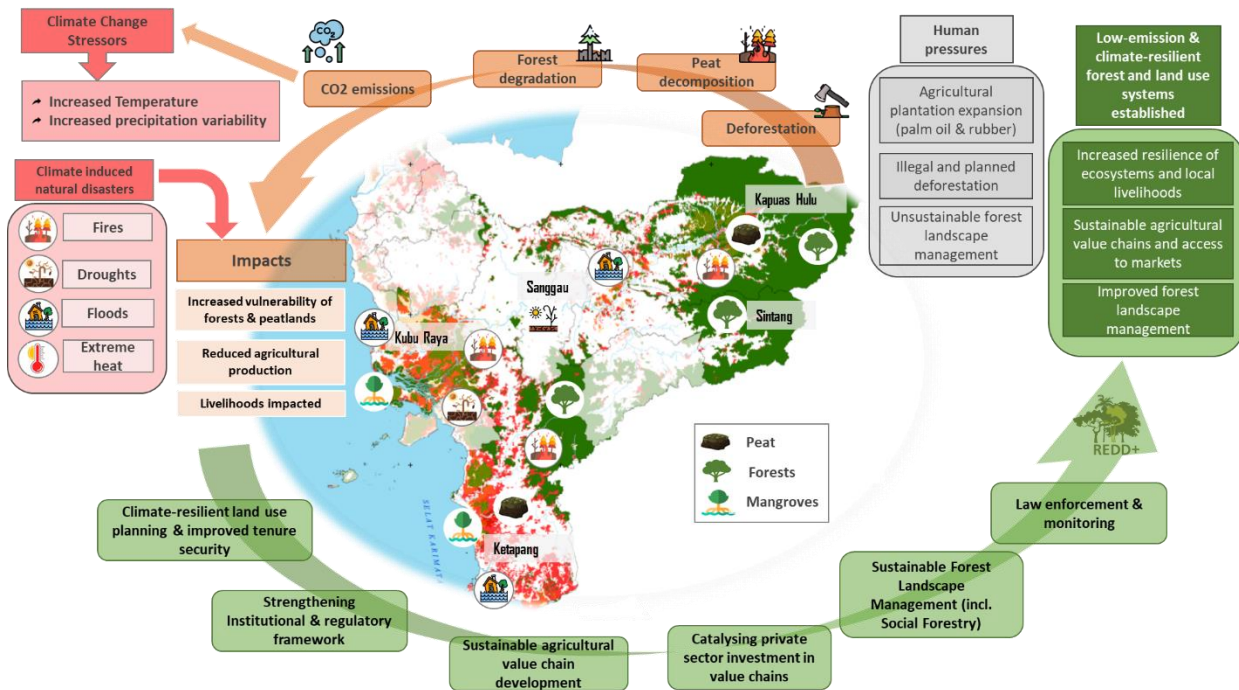 Climate Change
Stressors
Increased Temperature
Increased precipitation variability
Climate induced
natural disasters
Fires
Droughts
Floods
Extreme
heat
CO2
CO2 emissions
Forest
degradation
Peat
decomposition
Deforestation
Impacts
Increased vulnerability of
forests & peatlands
Reduced agricultural
production
Livelihoods impacted
Kapuas Hulu
Sanggau
Sintang
Kubu Raya
Ketapang
SELAT KARIMATA
Peat
Forests
Mangroves
Human
pressures
Agricultural
plantation expansion
(palm oil & rubber)
Illegal and planned
deforestation
Unsustainable forest
landscape
management
Low-emission &
climate-resilient
forest and land use
systems
established
Increased resilience of
ecosystems and local
livelihoods
Sustainable agricultural
value chains and access
to markets
Improved forest
landscape
management
REDD+
Climate-resilient land use
planning & improved tenure
security
Strengthening
Institutional & regulatory
framework
Sustainable agricultural
value chain
development
Catalysing private
sector investment in
value chains
Sustainable Forest
Landscape
Management (incl.
Social Forestry)
Law enforcement &
monitoring